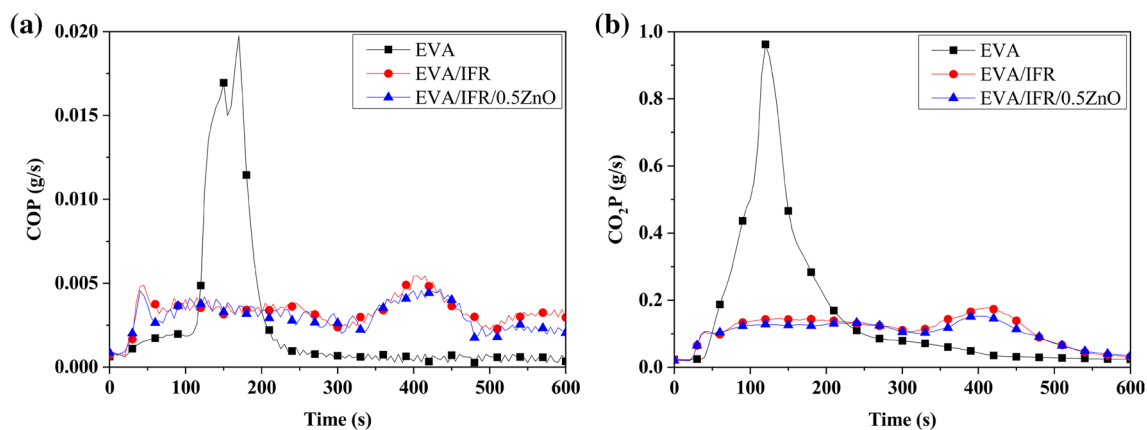 (a)
0.020
0.015
0.010
0.005
0.000
COP (g/s)
EVA
EVA/IFR
EVA/IFR/0.5ZnO
0 100 200 300 400 500 600
Time (s)
(b)
1.0
0.8
0.6
0.4
0.2
0.0
CO₂P (g/s)
EVA
EVA/IFR
EVA/IFR/0.5ZnO
0 100 200 300 400 500 600
Time (s)